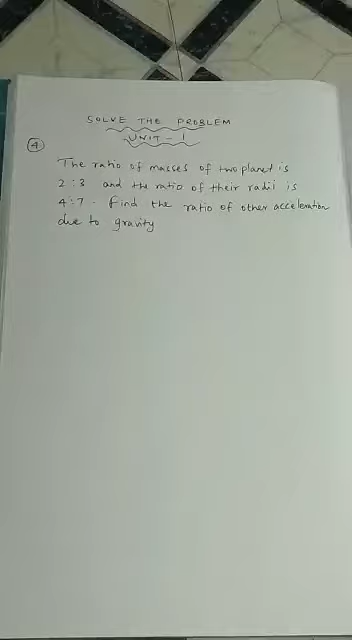 SOLVE THE PROBLEM
UNIT - 1
4
The ratio of masses of two planet is
2:3 and the ratio of their radii is
4:7. find the ratio of other acceleration
due to gravity